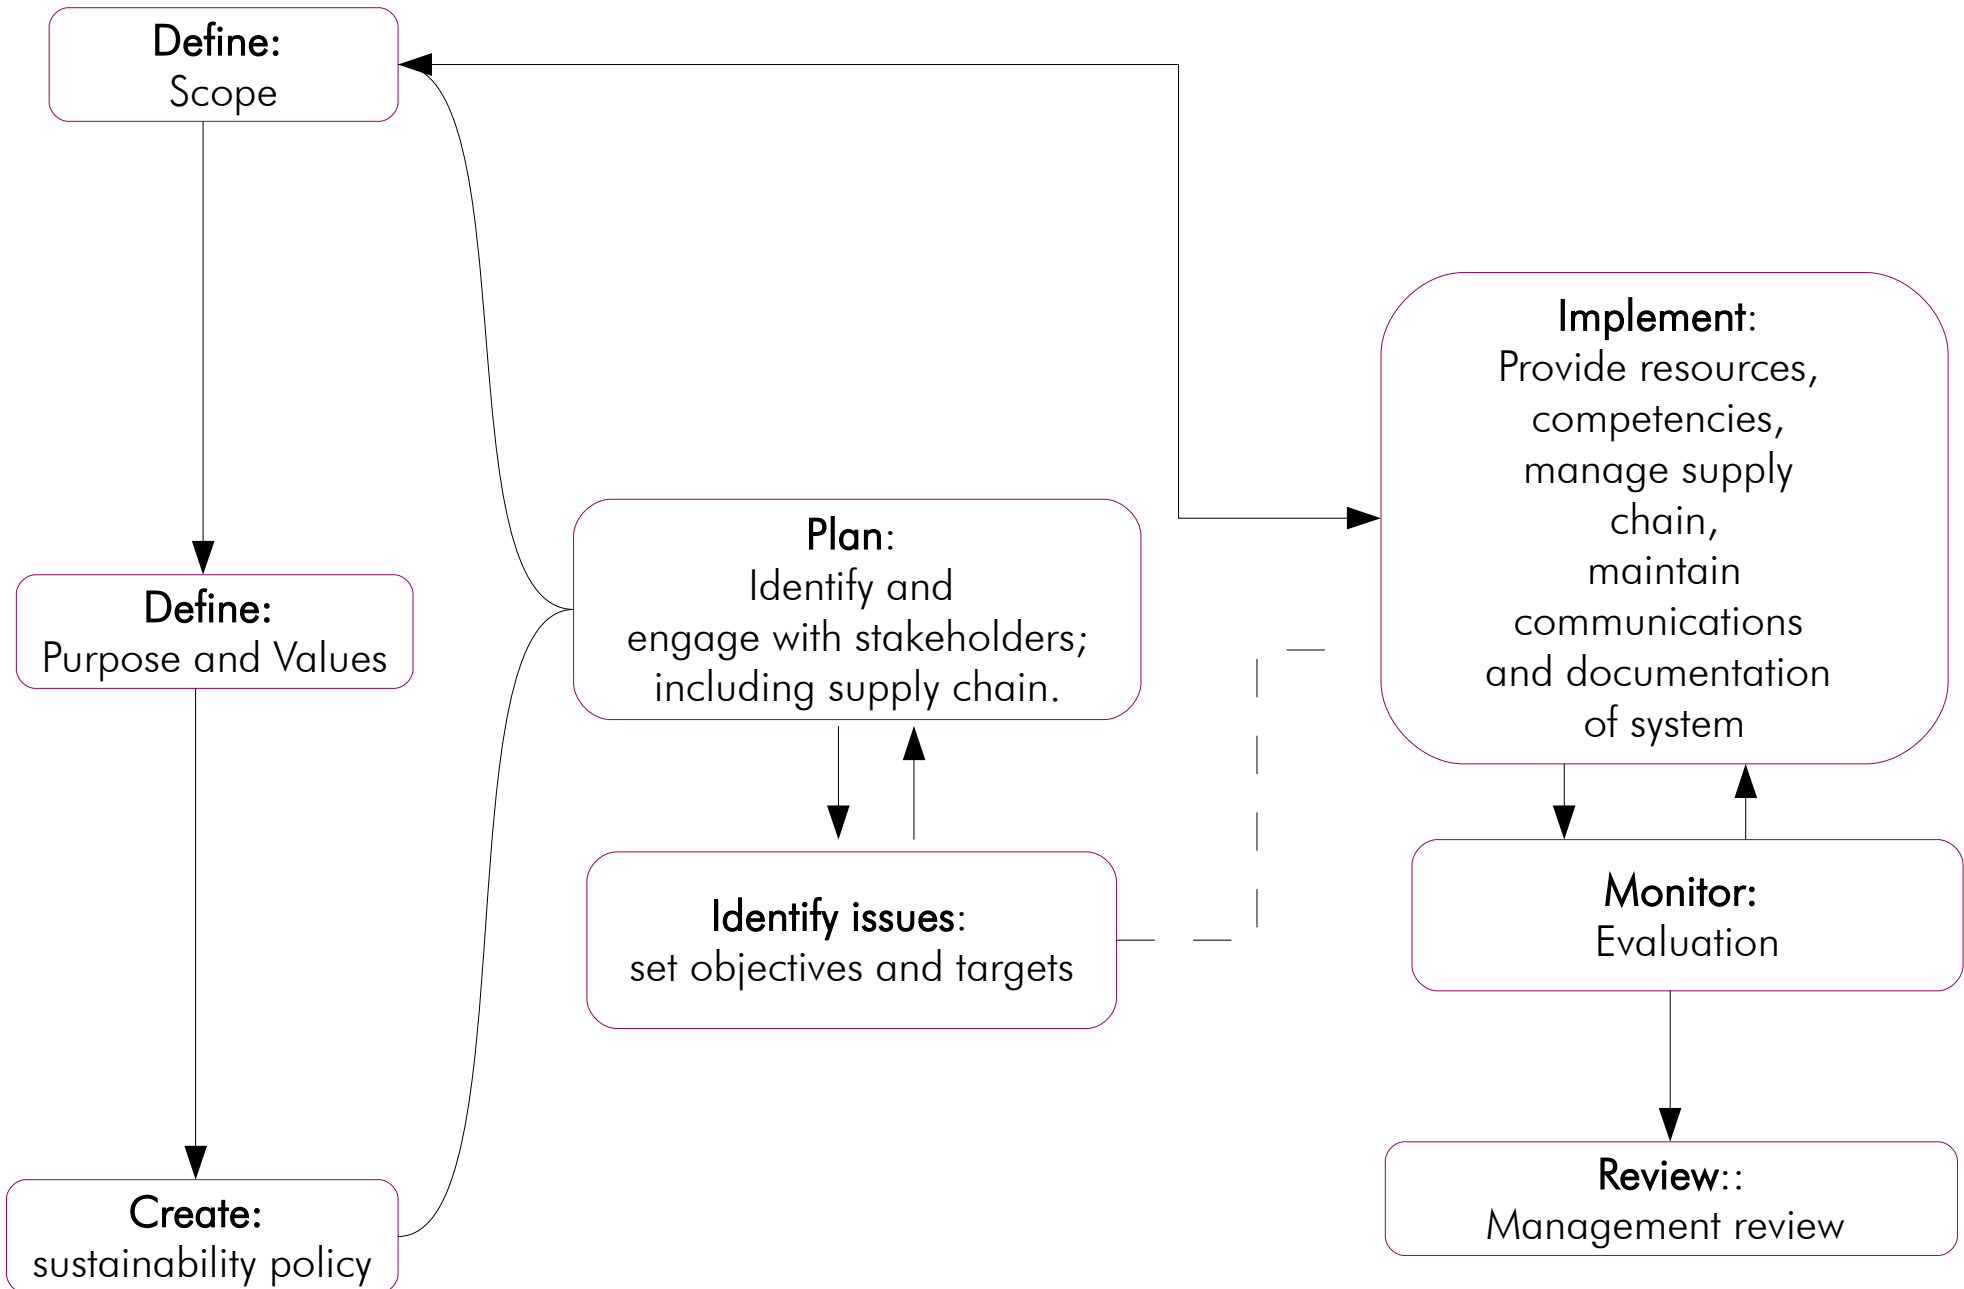 Define:
Scope
Define:
Purpose and Values
Create:
sustainability policy
Plan:
Identify and
engage with stakeholders;
including supply chain.
Identify issues:
set objectives and targets
Implement:
Provide resources,
competencies,
manage supply
chain,
maintain
communications
and documentation
of system
Monitor:
Evaluation
Review::
Management review